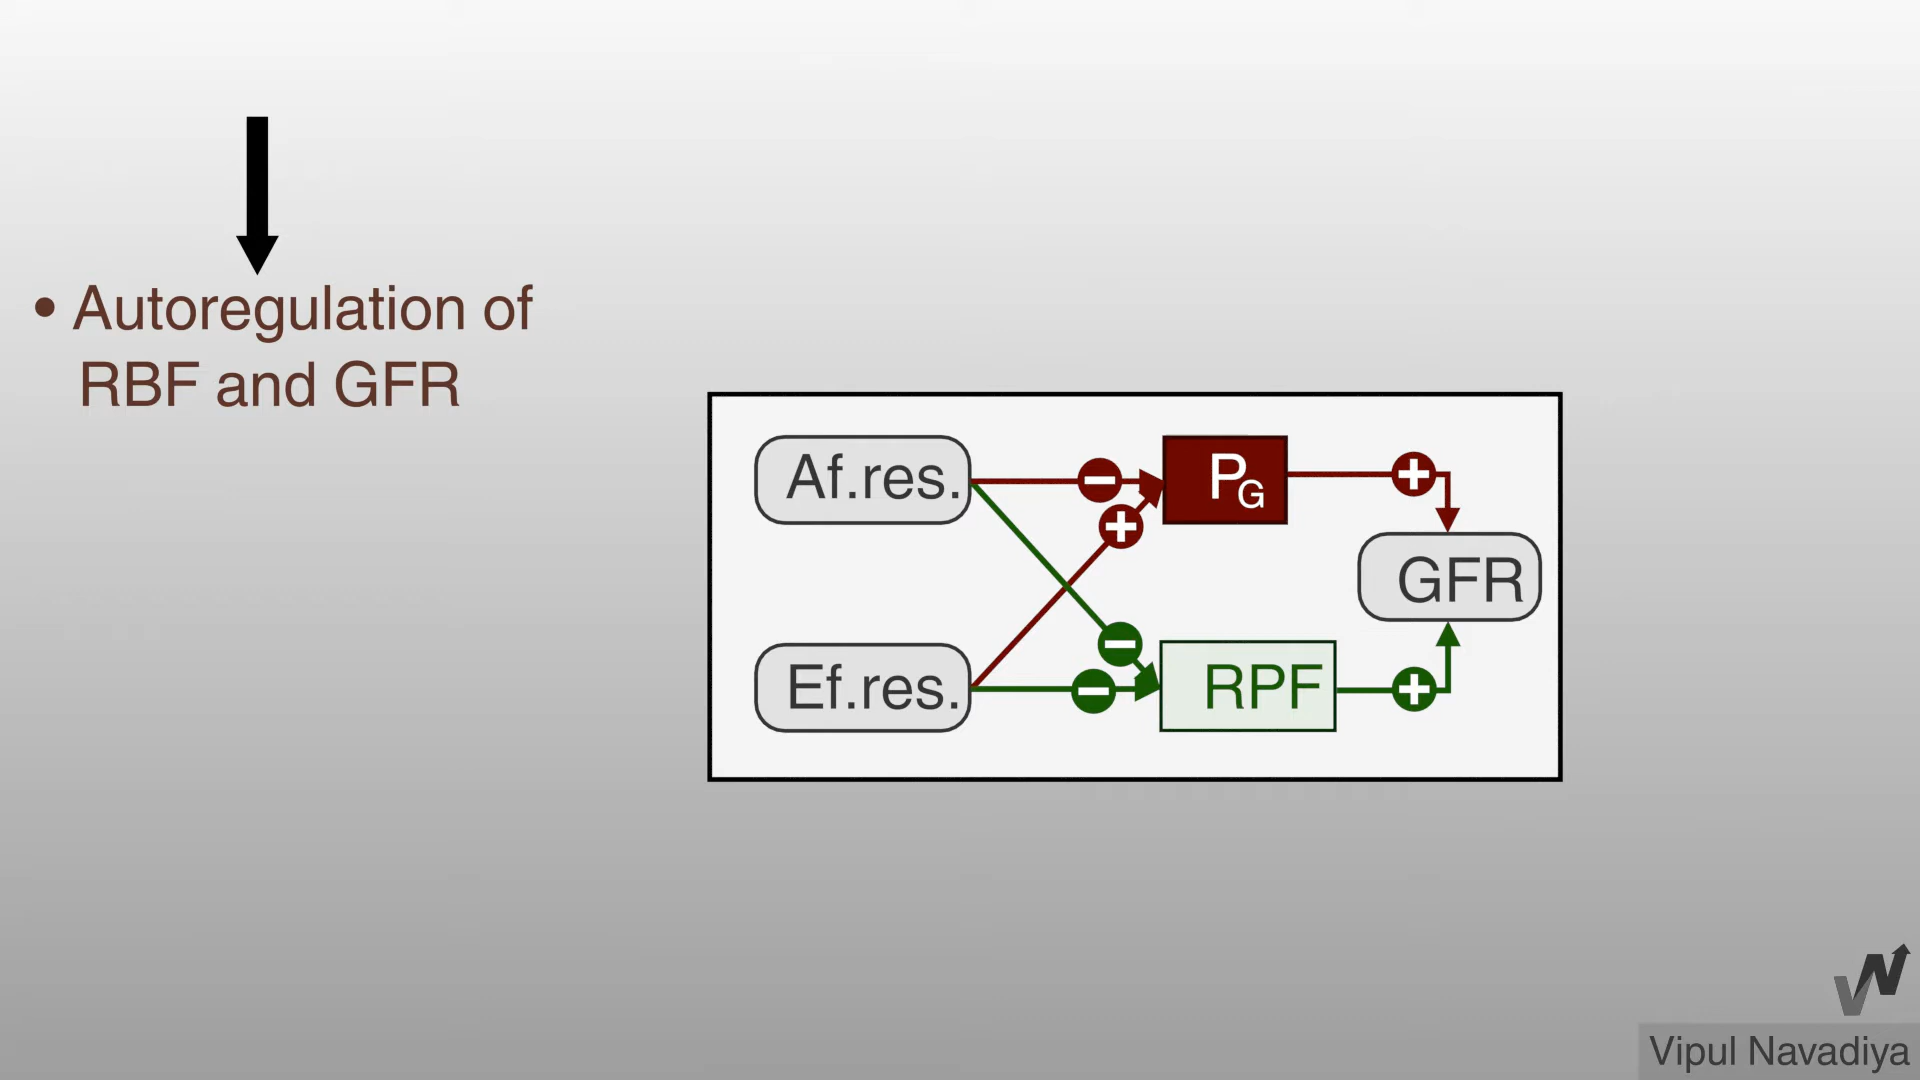 • Autoregulation of
RBF and GFR
Af.res.
PG
GFR
Ef.res.
RPF
Vipul Navadiya